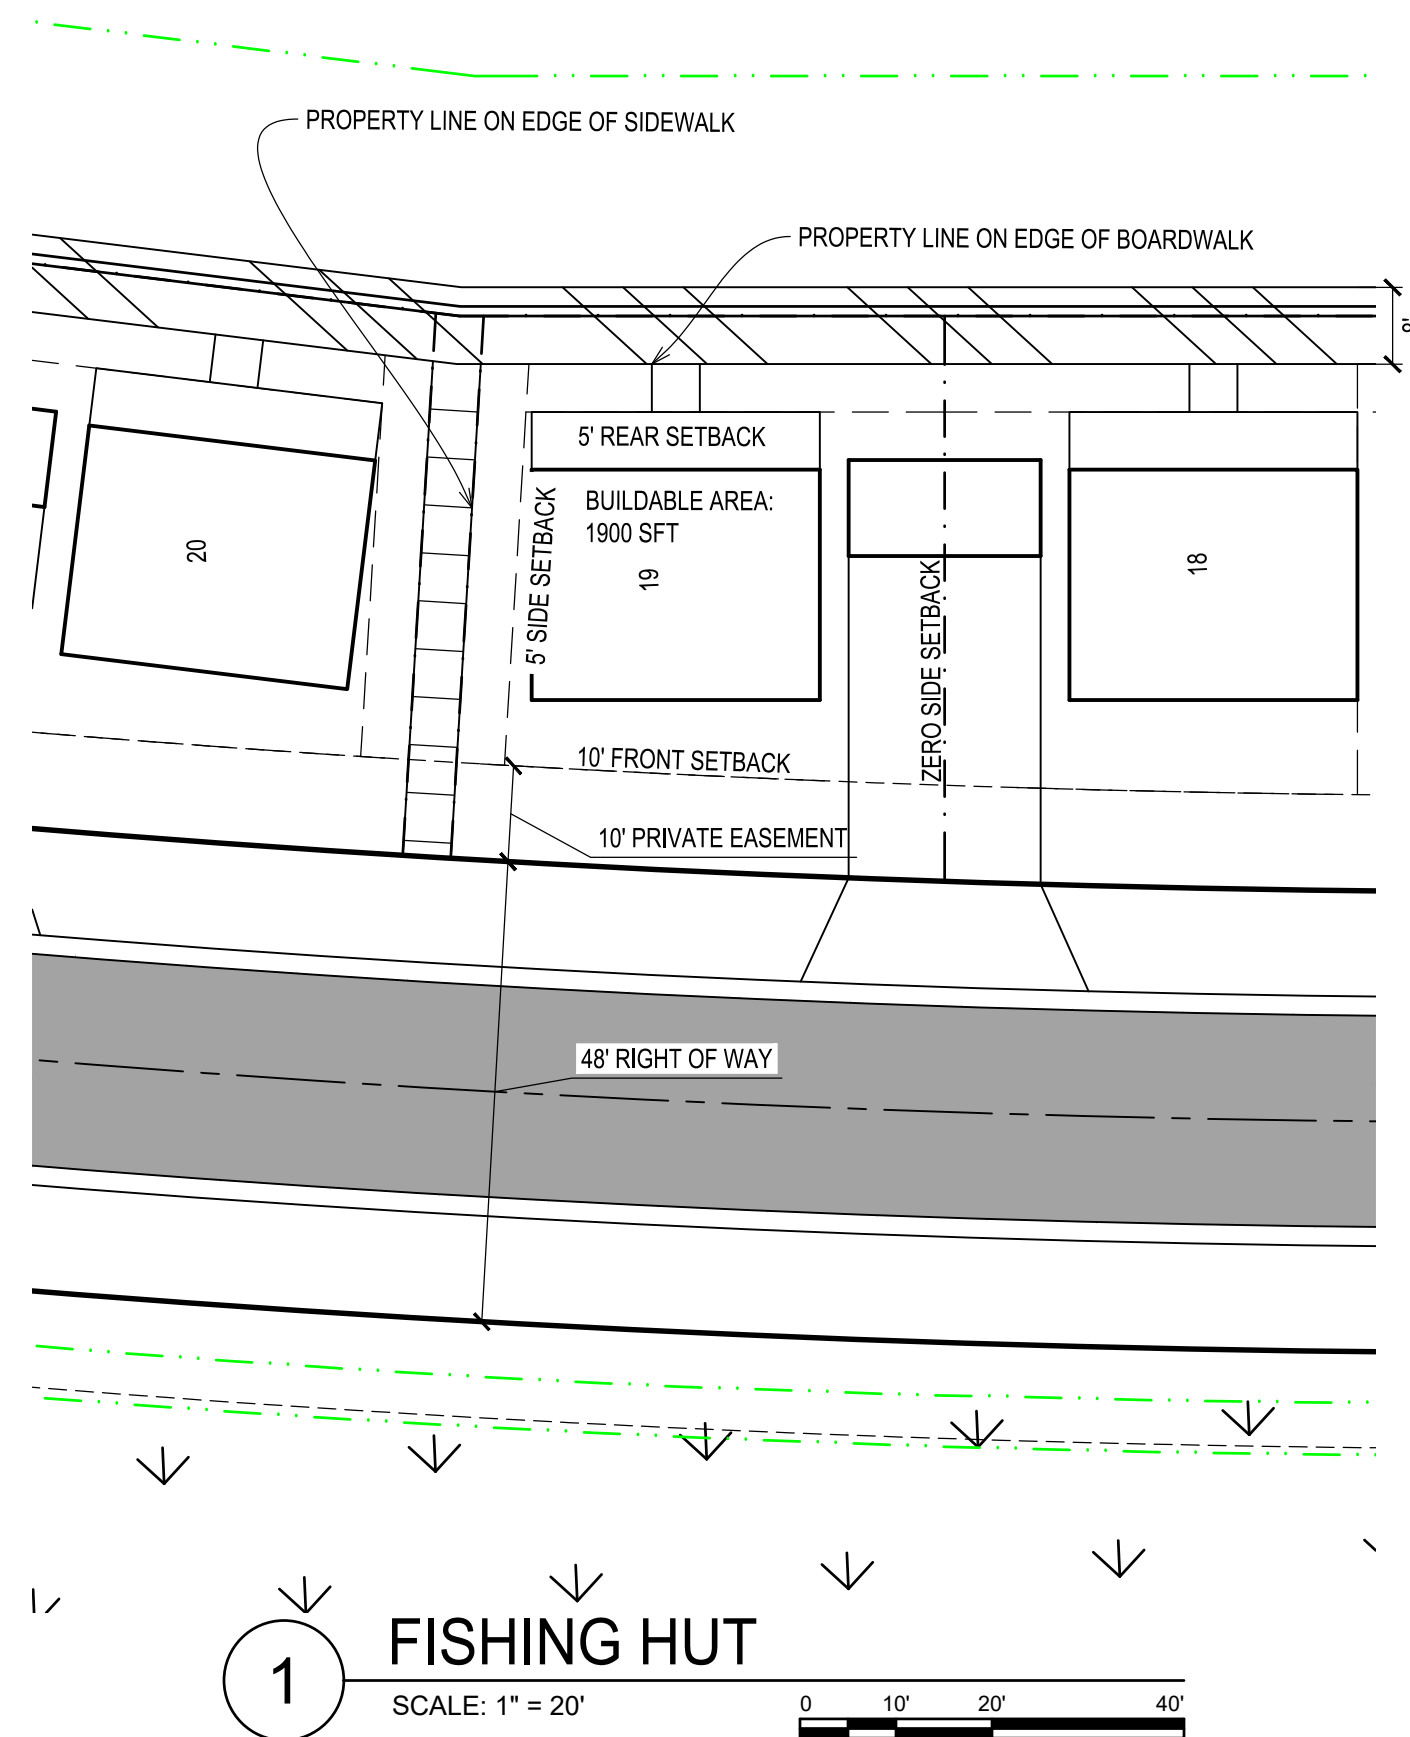 PROPERTY LINE ON EDGE OF SIDEWALK
PROPERTY LINE ON EDGE OF BOARDWALK
8'
5' REAR SETBACK
BUILDABLE AREA:
1900 SFT
5' SIDE SETBACK
20
19
18
ZERO SIDE SETBACK
10' FRONT SETBACK
10' PRIVATE EASEMENT
48' RIGHT OF WAY
1
FISHING HUT
SCALE: 1" = 20'
0 10' 20' 40'